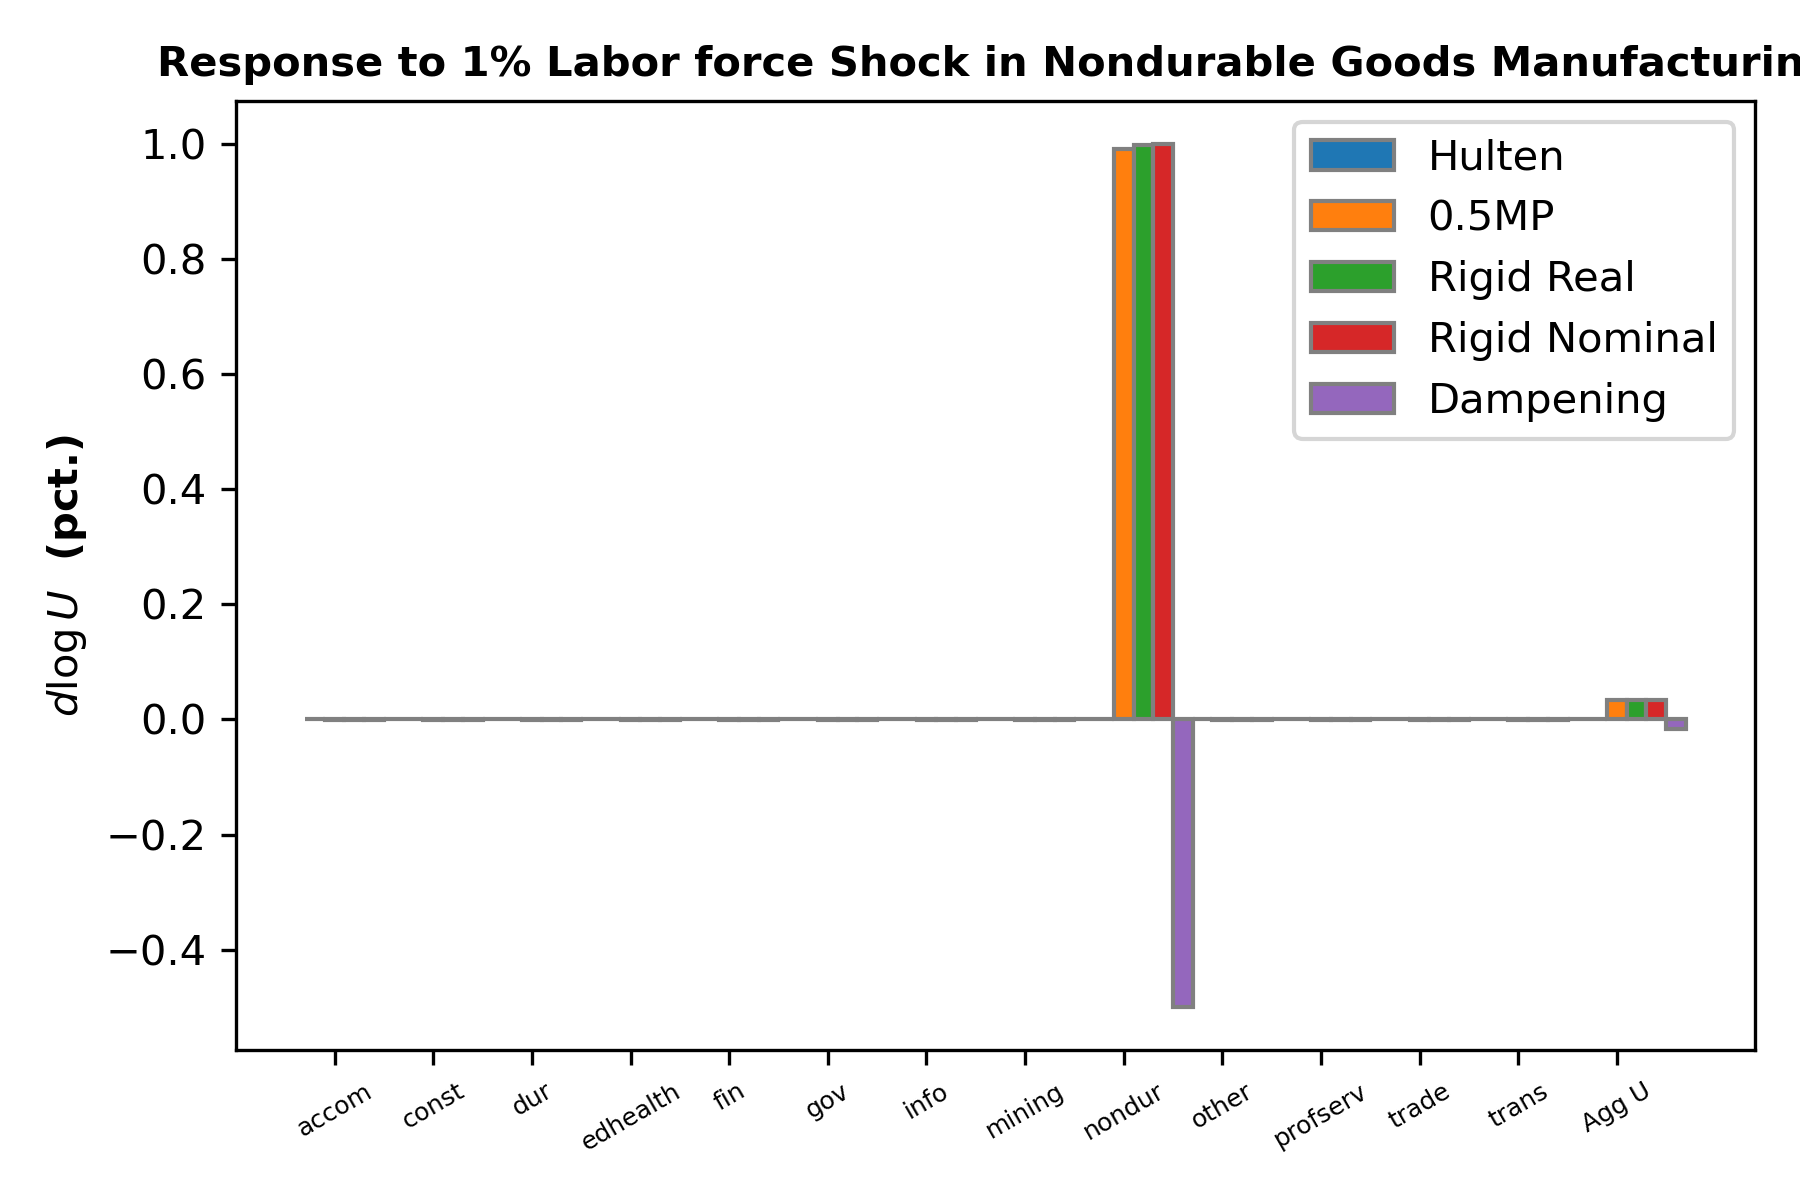 Response to 1% Labor force Shock in Nondurable Goods Manufacturin
Hulten
0.5MP
Rigid Real
Rigid Nominal
Dampening
dlog U (pct.)
1.0
0.8
0.6
0.4
0.2
0.0
−0.2
−0.4
accom const dur edhealth fin gov info mining nondur other profserv trade trans Agg U